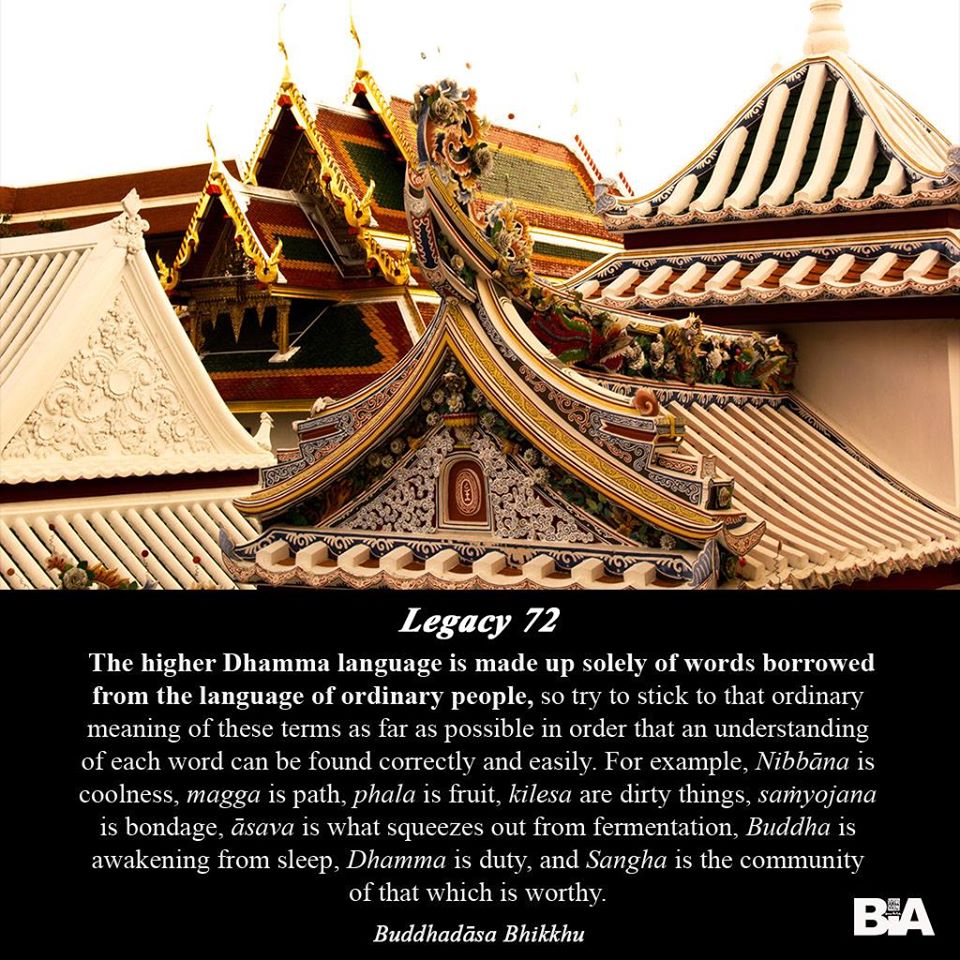 Legacy 72
The higher Dhamma language is made up solely of words borrowed
from the language of ordinary people, so try to stick to that ordinary
meaning of these terms as far as possible in order that an understanding
of each word can be found correctly and easily. For example, Nibbāna is
coolness, magga is path, phala is fruit, kilesa are dirty things, saṁyojana
is bondage, āsava is what squeezes out from fermentation, Buddha is
awakening from sleep, Dhamma is duty, and Sangha is the community
of that which is worthy.
Buddhadāsa Bhikkhu
BIA